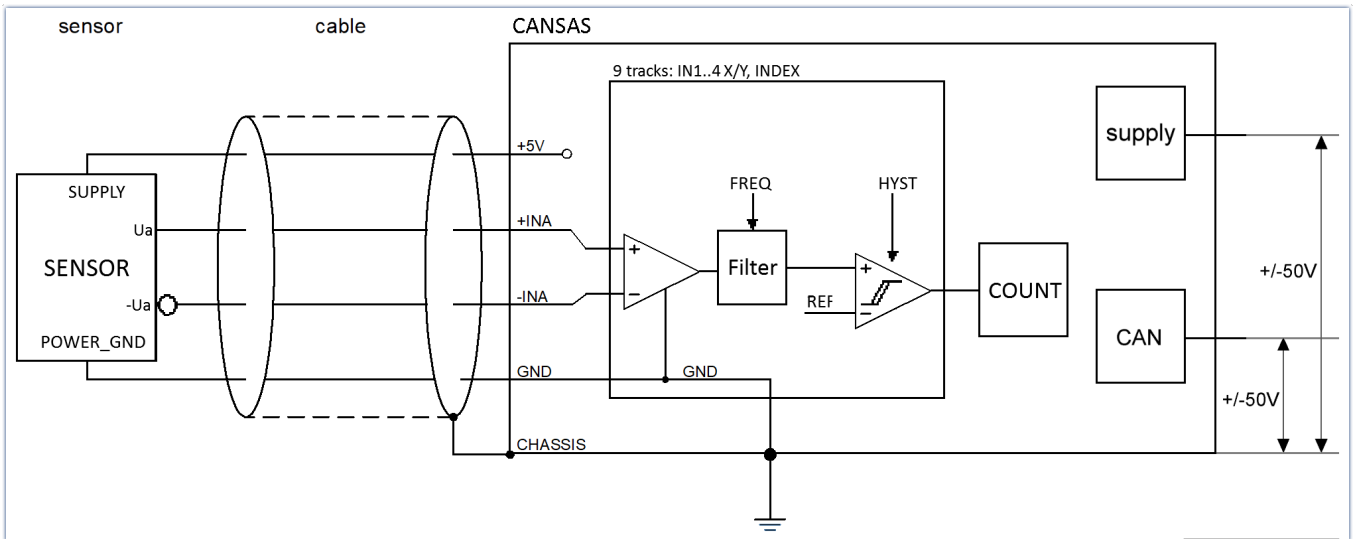 sensor
cable
CANSAS
9 tracks: IN1..4 X/Y, INDEX
supply
+5V
SUPPLY
FREQ
HYST
Ua
+INA
+
+
SENSOR
Filter
+/-50V
COUNT
-Ua
-INA
−
REF
−
CAN
POWER_GND
GND
GND
+/-50V
CHASSIS